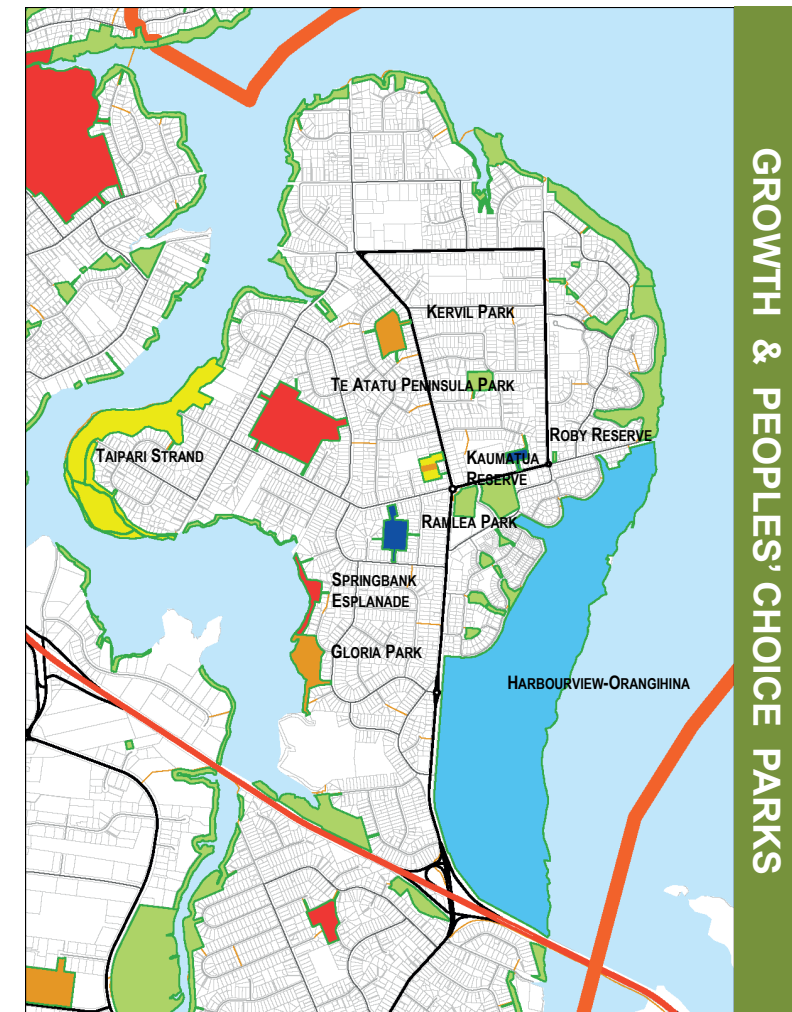 GROWTH & PEOPLES' CHOICE PARKS
KERVIL PARK
TE ATATU PENINSULA PARK
ROBY RESERVE
TAIPARI STRAND
KAUMATUA
RESERVE
RAMLEA PARK
SPRINGBANK
ESPLANADE
GLORIA PARK
HARBOURVIEW-ORANGIHINA